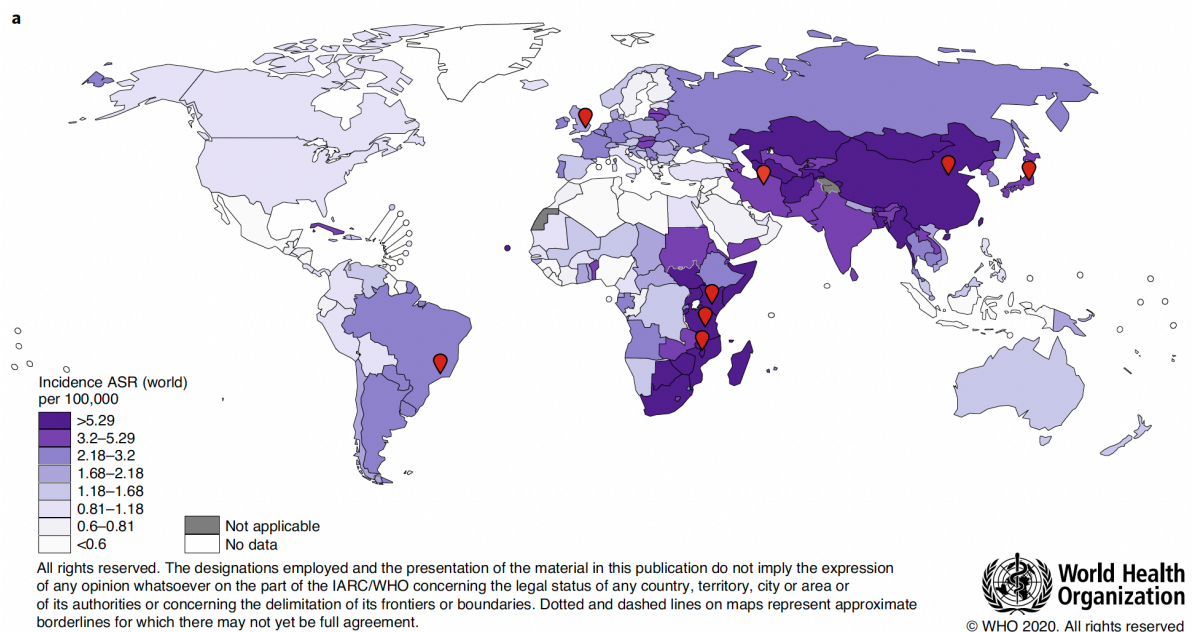 a
Incidence ASR (world)
per 100,000
>5.29
3.2–5.29
2.18–3.2
1.68–2.18
1.18–1.68
0.81–1.18
0.6–0.81
<0.6
Not applicable
No data
All rights reserved. The designations employed and the presentation of the material in this publication do not imply the expression
of any opinion whatsoever on the part of the IARC/WHO concerning the legal status of any country, territory, city or area or
of its authorities or concerning the delimitation of its frontiers or boundaries. Dotted and dashed lines on maps represent approximate
borderlines for which there may not yet be full agreement.
World Health
Organization
© WHO 2020. All rights reserved